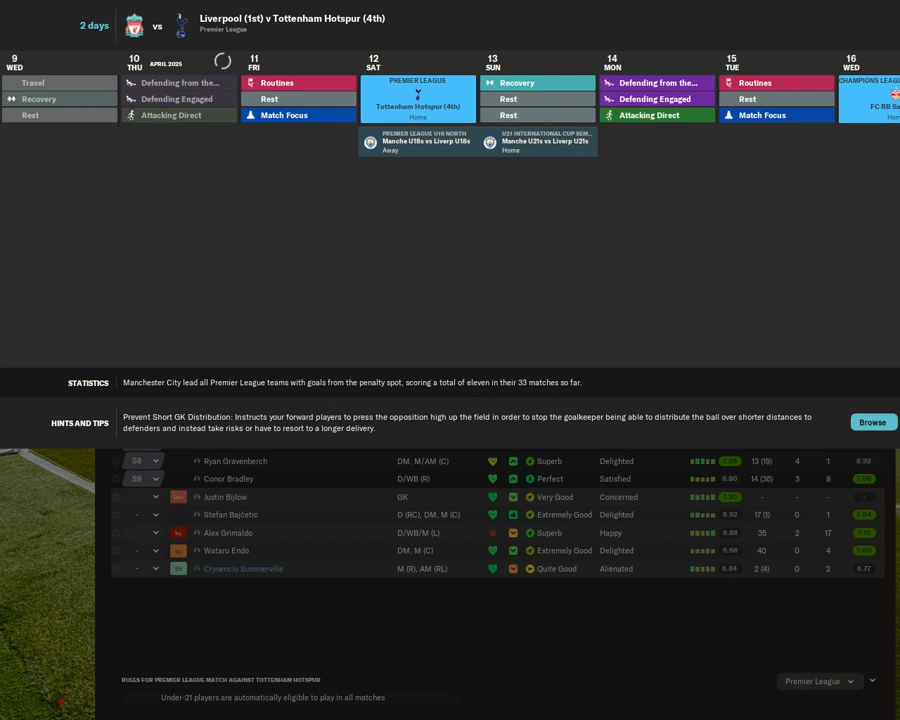 2 days
vs
Liverpool (1st) v Tottenham Hotspur (4th)
Premier League
9 WED
10 THU APRIL 2025
11 FRI
12 SAT
13 SUN
14 MON
15 TUE
16 WED
Travel
Defending from the...
Routines
PREMIER LEAGUE
Recovery
Defending from the...
Routines
CHAMPIONS LEAGU
Recovery
Defending Engaged
Rest
Tottenham Hotspur (4th)
Rest
Defending Engaged
Rest
FC RB Sa
Rest
Attacking Direct
Match Focus
Home
Rest
Attacking Direct
Match Focus
Hom
PREMIER LEAGUE U18 NORTH
Manche U18s vs Liverp U18s
Away
U21 INTERNATIONAL CUP SEM...
Manche U21s vs Liverp U21s
Home
STATISTICS
Manchester City lead all Premier League teams with goals from the penalty spot, scoring a total of eleven in their 33 matches so far.
HINTS AND TIPS
Prevent Short GK Distribution: Instructs your forward players to press the opposition high up the field in order to stop the goalkeeper being able to distribute the ball over shorter distances to
defenders and instead take risks or have to resort to a longer delivery.
Browse
S8 Ryan Gravenberch DM, M/AM (C) Superb Delighted 13 (19) 4 1 6.92
S9 Conor Bradley D/WB (R) Perfect Satisfied 6.80 14 (36) 3 8 7.08
Justin Bijlow GK Very Good Concerned - - - -
- Stefan Bajčetić D (RC), DM, M (C) Extremely Good Delighted 6.92 17 (1) 0 1 7.04
Álex Grimaldo D/WB/M (L) Superb Happy 6.88 35 2 17
- Wataru Endo DM, M (C) Extremely Good Delighted 6.68 40 0 4 7.00
- Crysencio Summerville M (R), AM (RL) Quite Good Alienated 6.84 2 (4) 0 2 6.77
RULES FOR PREMIER LEAGUE MATCH AGAINST TOTTENHAM HOTSPUR
Premier League
Under-21 players are automatically eligible to play in all matches